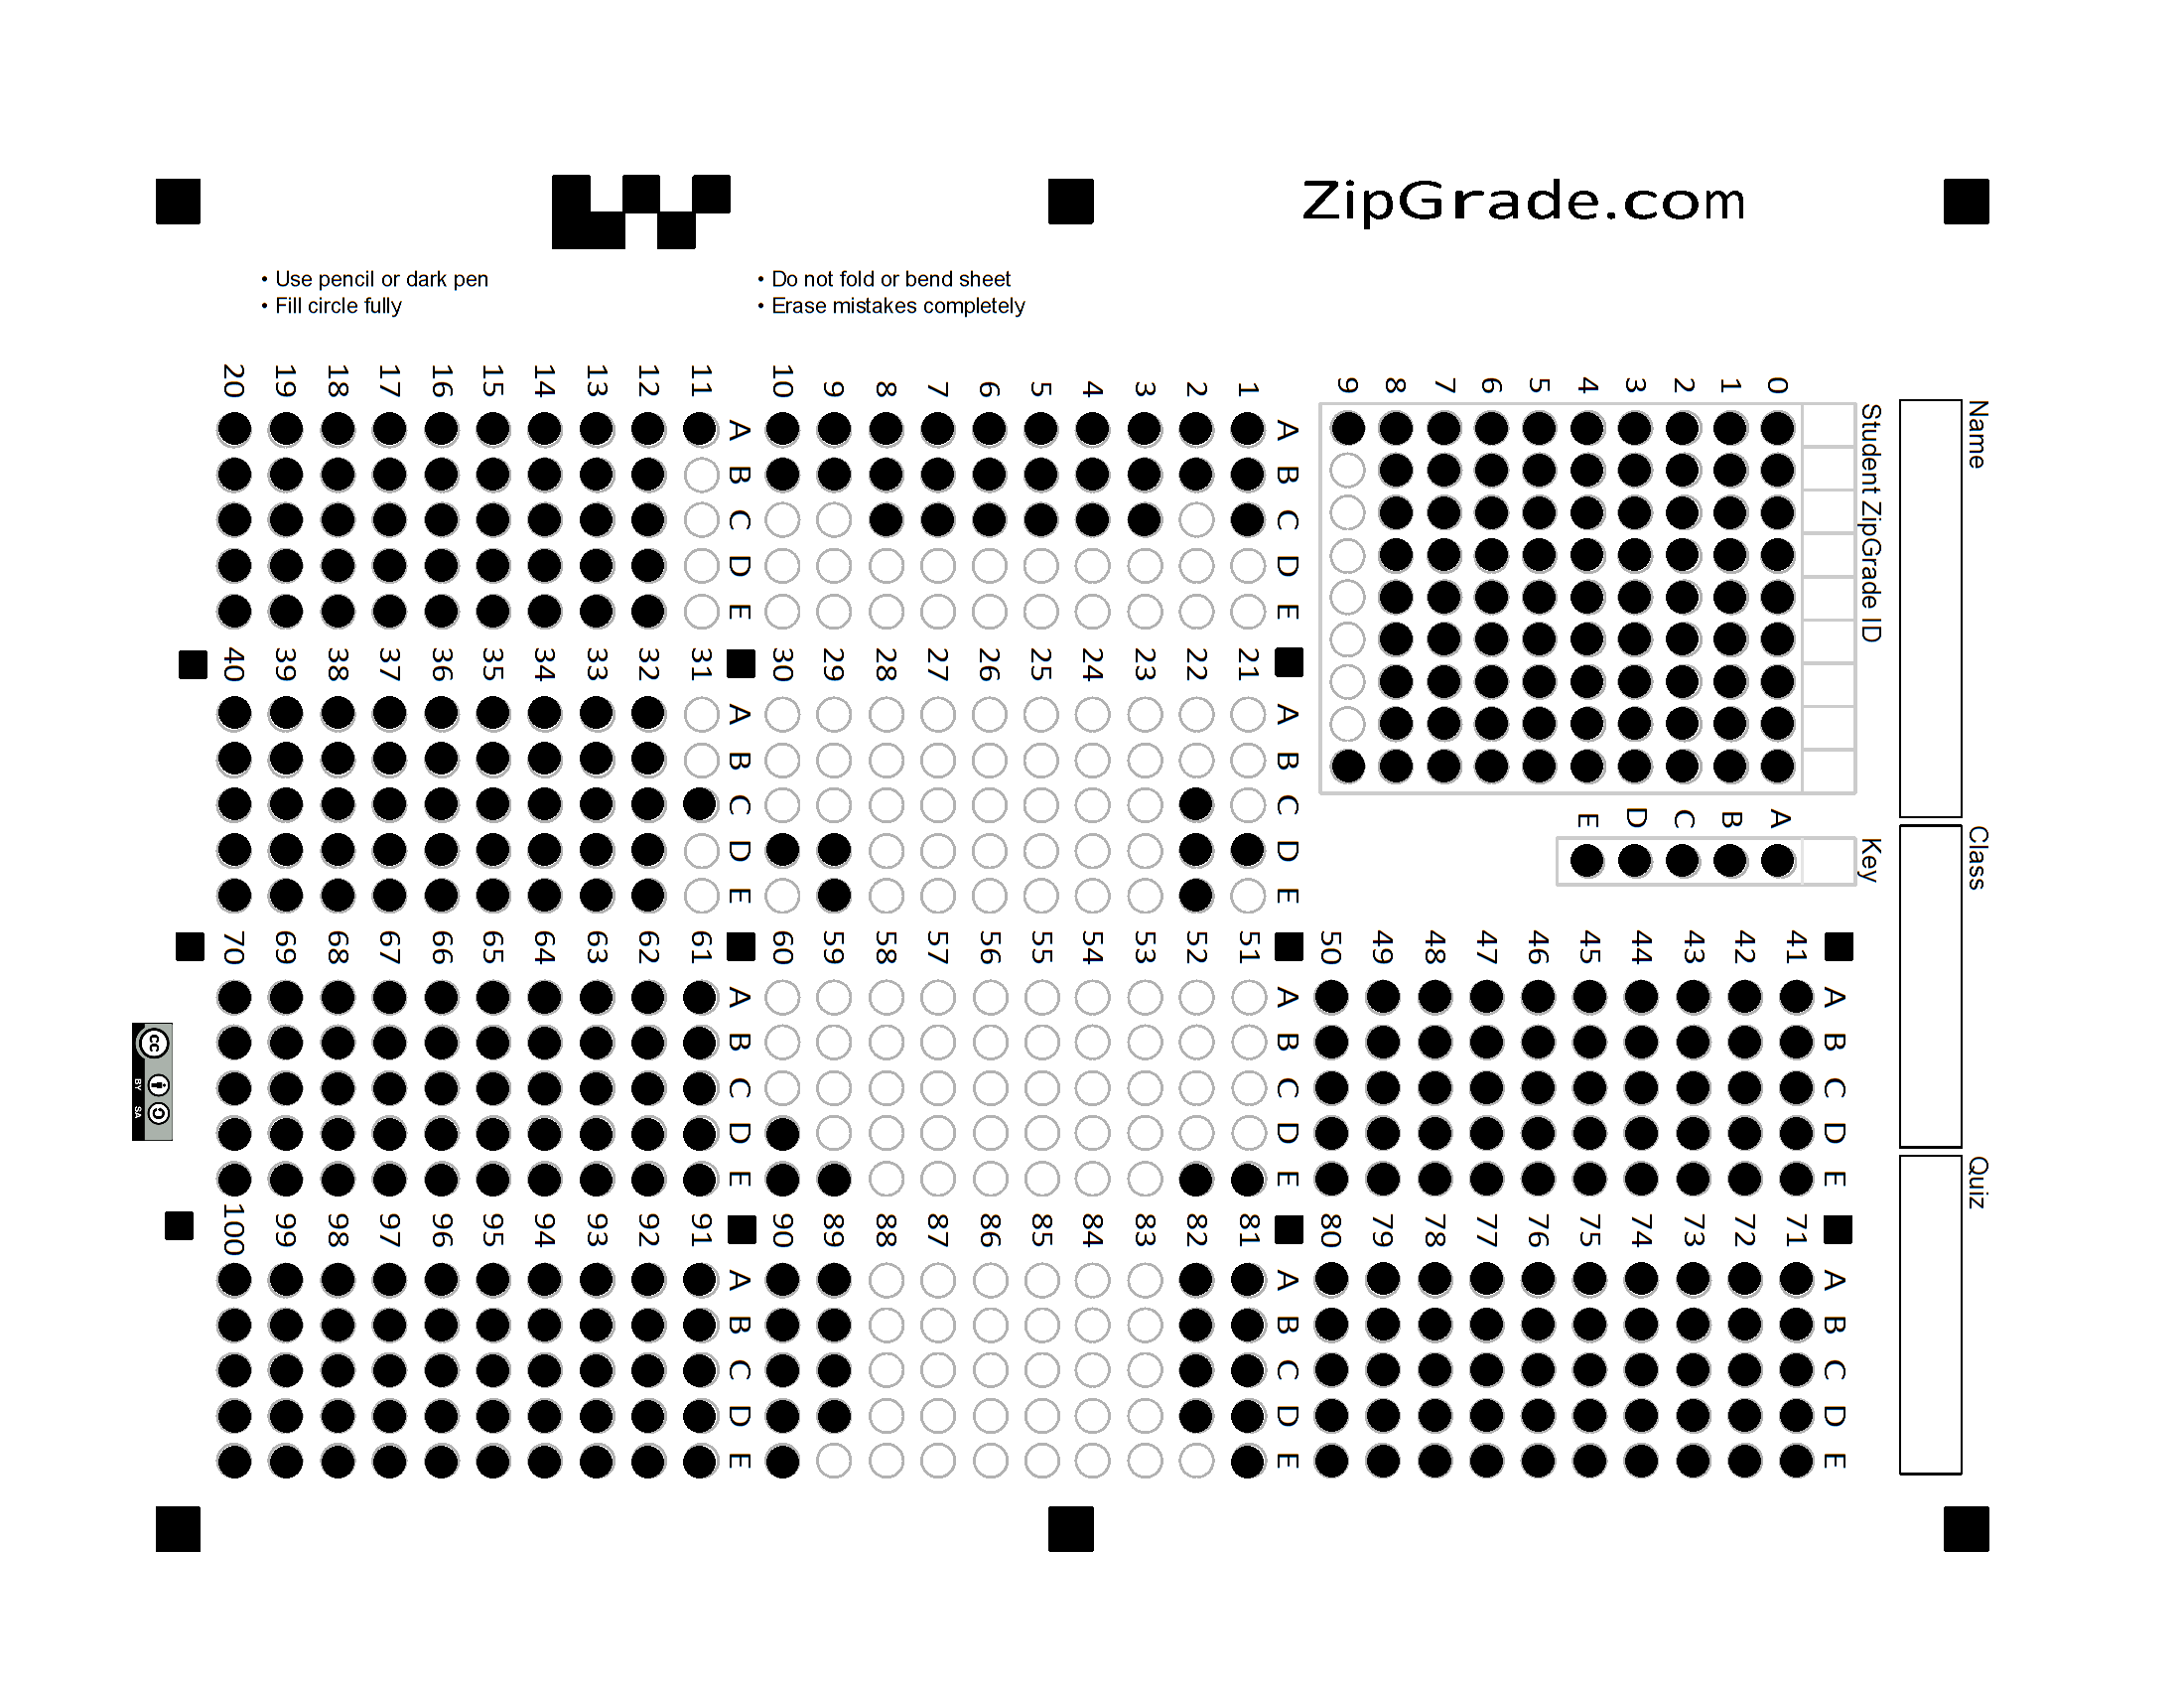 ZipGrade.com
• Use pencil or dark pen
• Fill circle fully
• Do not fold or bend sheet
• Erase mistakes completely
Name
Class
Quiz
Student ZipGrade ID
0 1 2 3 4 5 6 7 8 9
Key
A B C D E
A B C D E
1 2 3 4 5 6 7 8 9 10
A B C D E
11 12 13 14 15 16 17 18 19 20
A B C D E
21 22 23 24 25 26 27 28 29 30
A B C D E
31 32 33 34 35 36 37 38 39 40
A B C D E
41 42 43 44 45 46 47 48 49 50
A B C D E
51 52 53 54 55 56 57 58 59 60
A B C D E
61 62 63 64 65 66 67 68 69 70
A B C D E
71 72 73 74 75 76 77 78 79 80
A B C D E
81 82 83 84 85 86 87 88 89 90
A B C D E
91 92 93 94 95 96 97 98 99 100
cc
BY SA